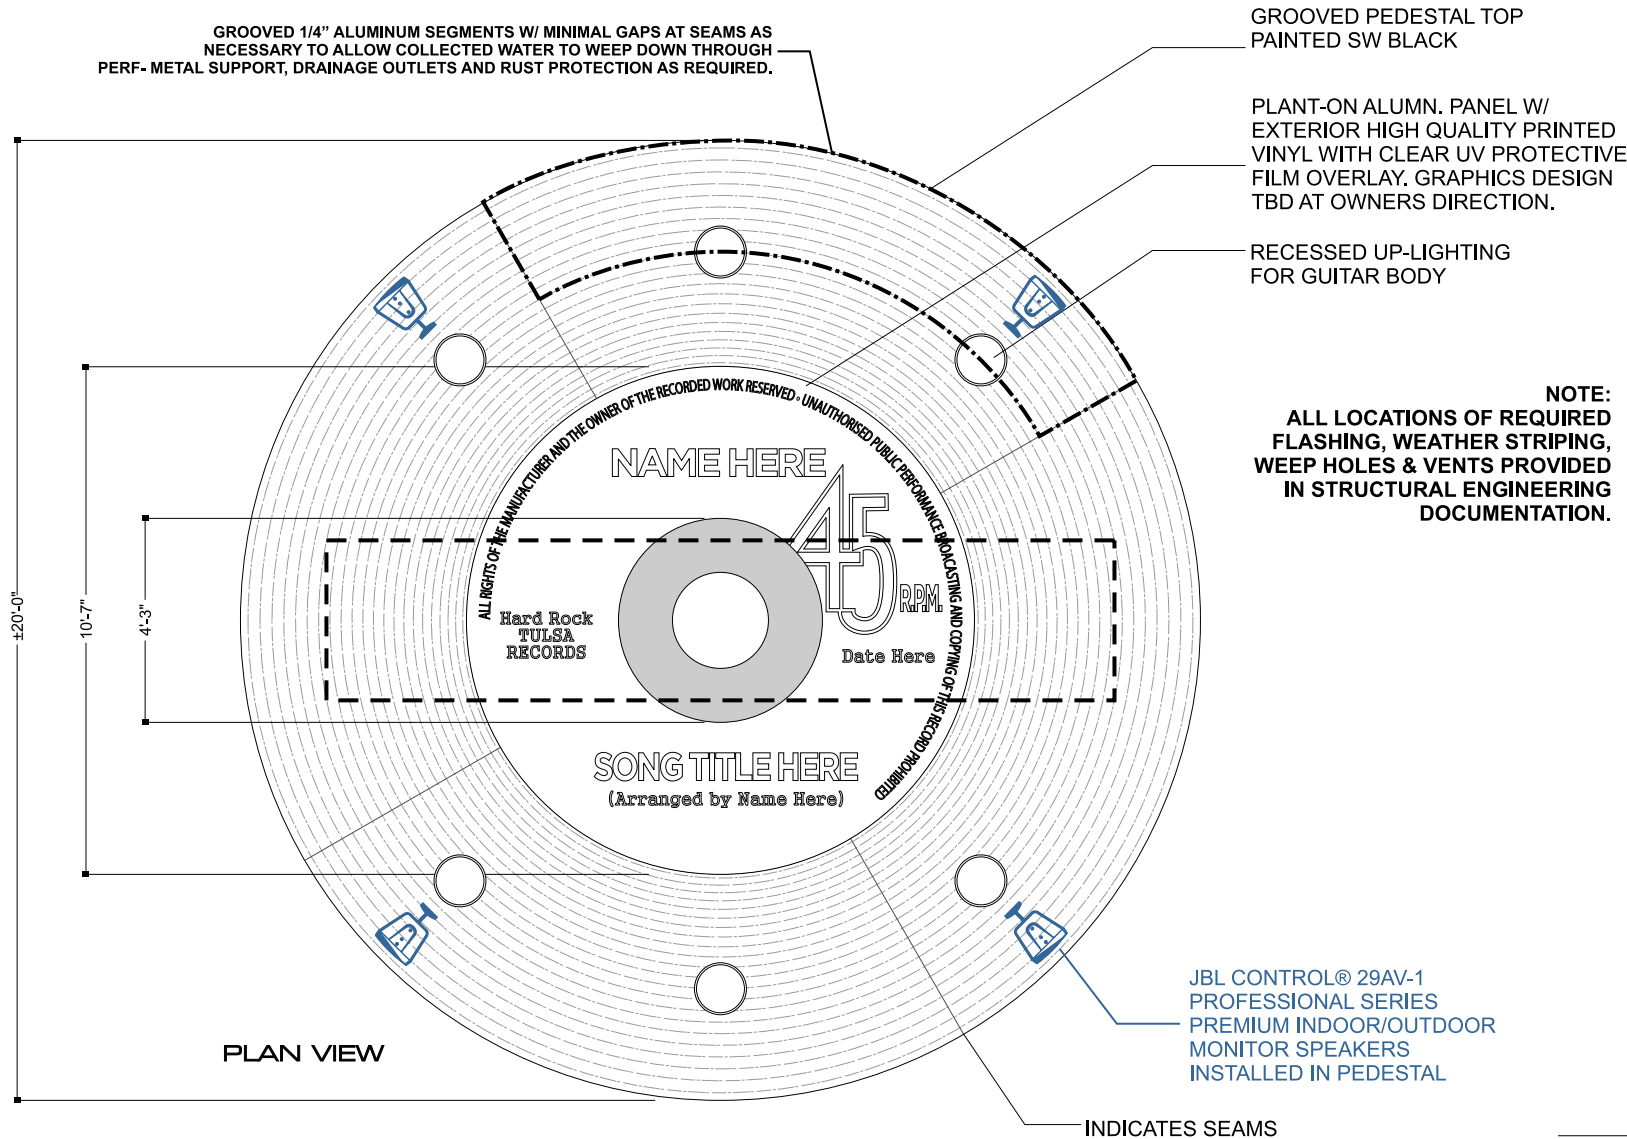 GROOVED 1/4” ALUMINUM SEGMENTS W/ MINIMAL GAPS AT SEAMS AS
NECESSARY TO ALLOW COLLECTED WATER TO WEEP DOWN THROUGH
PERF- METAL SUPPORT, DRAINAGE OUTLETS AND RUST PROTECTION AS REQUIRED.
GROOVED PEDESTAL TOP
PAINTED SW BLACK
PLANT-ON ALUMN. PANEL W/
EXTERIOR HIGH QUALITY PRINTED
VINYL WITH CLEAR UV PROTECTIVE
FILM OVERLAY. GRAPHICS DESIGN
TBD AT OWNERS DIRECTION.
RECESSED UP-LIGHTING
FOR GUITAR BODY
NOTE:
ALL LOCATIONS OF REQUIRED
FLASHING, WEATHER STRIPING,
WEEP HOLES & VENTS PROVIDED
IN STRUCTURAL ENGINEERING
DOCUMENTATION.
±20'-0"
10'-7"
4'-3"
ALL RIGHTS OF THE MANUFACTURER AND THE OWNER OF THE RECORDED WORK RESERVED ◦ UNAUTHORISED PUBLIC PERFORMANCE BROACASTING AND COPYING OF THIS RECORD PROHIBITED
NAME HERE
45
R.P.M.
Hard Rock
TULSA
RECORDS
Date Here
SONG TITLE HERE
(Arranged by Name Here)
JBL CONTROL® 29AV-1
PROFESSIONAL SERIES
PREMIUM INDOOR/OUTDOOR
MONITOR SPEAKERS
INSTALLED IN PEDESTAL
PLAN VIEW
INDICATES SEAMS